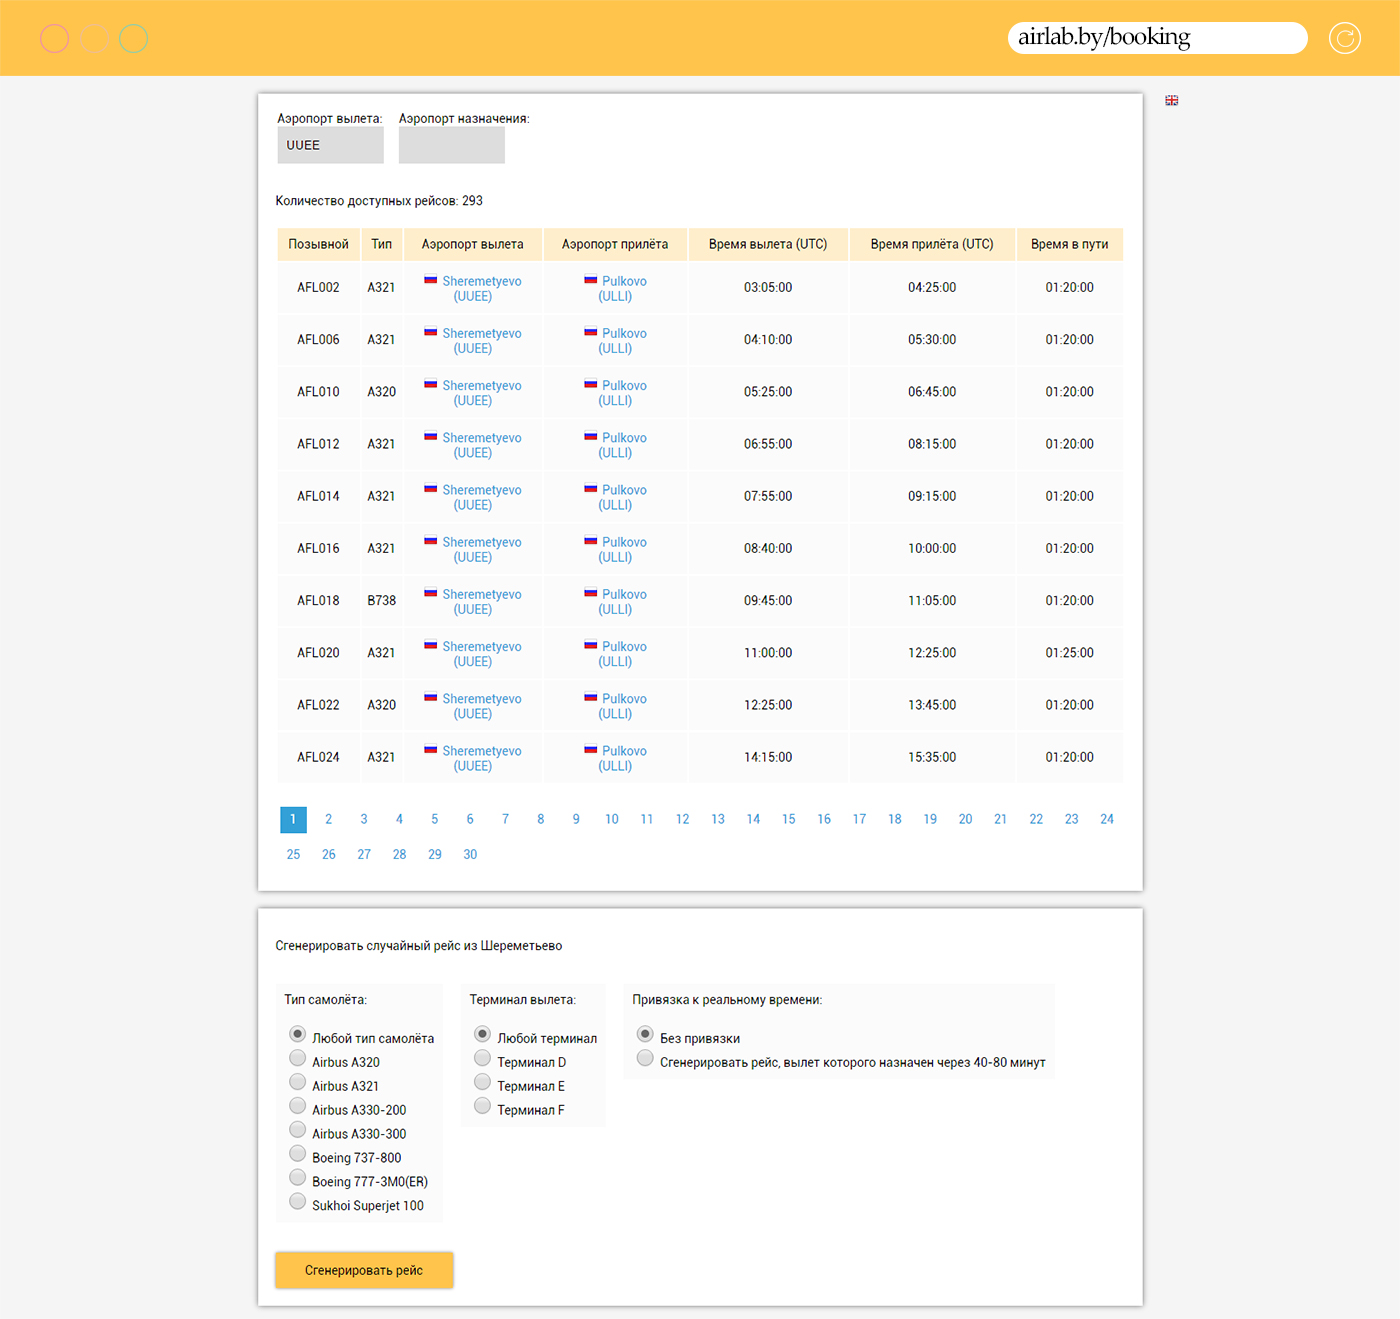 airlab.by/booking
Аэропорт вылета: Аэропорт назначения:
UUEE
Количество доступных рейсов: 293
Позывной Тип Аэропорт вылета Аэропорт прилёта Время вылета (UTC) Время прилёта (UTC) Время в пути
AFL002 A321 Sheremetyevo (UUEE) Pulkovo (ULLI) 03:05:00 04:25:00 01:20:00
AFL006 A321 Sheremetyevo (UUEE) Pulkovo (ULLI) 04:10:00 05:30:00 01:20:00
AFL010 A320 Sheremetyevo (UUEE) Pulkovo (ULLI) 05:25:00 06:45:00 01:20:00
AFL012 A321 Sheremetyevo (UUEE) Pulkovo (ULLI) 06:55:00 08:15:00 01:20:00
AFL014 A321 Sheremetyevo (UUEE) Pulkovo (ULLI) 07:55:00 09:15:00 01:20:00
AFL016 A321 Sheremetyevo (UUEE) Pulkovo (ULLI) 08:40:00 10:00:00 01:20:00
AFL018 B738 Sheremetyevo (UUEE) Pulkovo (ULLI) 09:45:00 11:05:00 01:20:00
AFL020 A321 Sheremetyevo (UUEE) Pulkovo (ULLI) 11:00:00 12:25:00 01:25:00
AFL022 A320 Sheremetyevo (UUEE) Pulkovo (ULLI) 12:25:00 13:45:00 01:20:00
AFL024 A321 Sheremetyevo (UUEE) Pulkovo (ULLI) 14:15:00 15:35:00 01:20:00
1 2 3 4 5 6 7 8 9 10 11 12 13 14 15 16 17 18 19 20 21 22 23 24
25 26 27 28 29 30
Сгенерировать случайный рейс из Шереметьево
Тип самолёта:
Любой тип самолёта
Airbus A320
Airbus A321
Airbus A330-200
Airbus A330-300
Boeing 737-800
Boeing 777-3M0(ER)
Sukhoi Superjet 100
Терминал вылета:
Любой терминал
Терминал D
Терминал E
Терминал F
Привязка к реальному времени:
Без привязки
Сгенерировать рейс, вылет которого назначен через 40-80 минут
Сгенерировать рейс